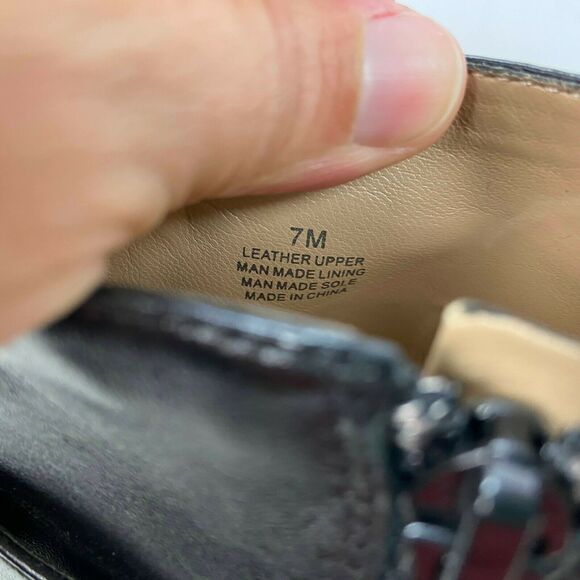 7M
LEATHER UPPER
MAN MADE LINING
MAN MADE SOLE
MADE IN CHINA